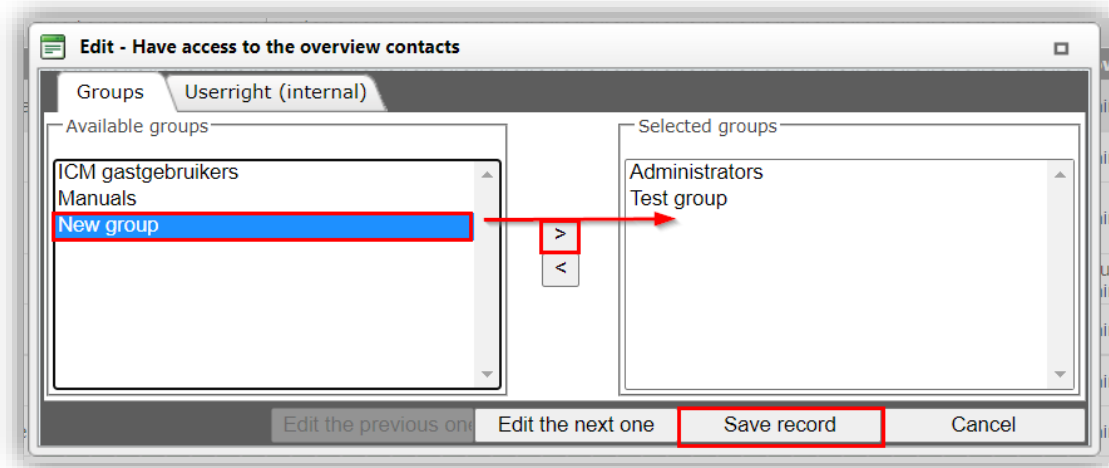 Edit - Have access to the overview contacts
Groups
Userright (internal)
Available groups
Selected groups
ICM gastgebruikers
Manuals
New group
Administrators
Test group
>
<
Edit the previous one
Edit the next one
Save record
Cancel